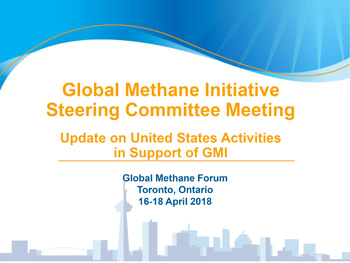 Global Methane Initiative
Steering Committee Meeting
Update on United States Activities
in Support of GMI
Global Methane Forum
Toronto, Ontario
16-18 April 2018